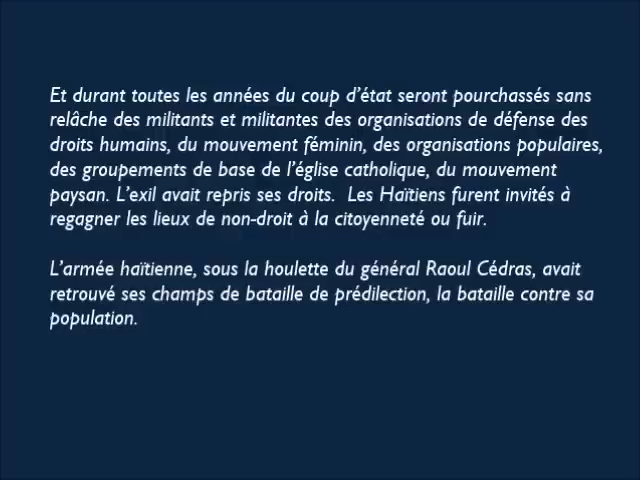 Et durant toutes les années du coup d’état seront pourchassés sans
relâche des militants et militantes des organisations de défense des
droits humains, du mouvement féminin, des organisations populaires,
des groupements de base de l’église catholique, du mouvement
paysan. L’exil avait repris ses droits.  Les Haïtiens furent invités à
regagner les lieux de non-droit à la citoyenneté ou fuir.

L’armée haïtienne, sous la houlette du général Raoul Cédras, avait
retrouvé ses champs de bataille de prédilection, la bataille contre sa
population.